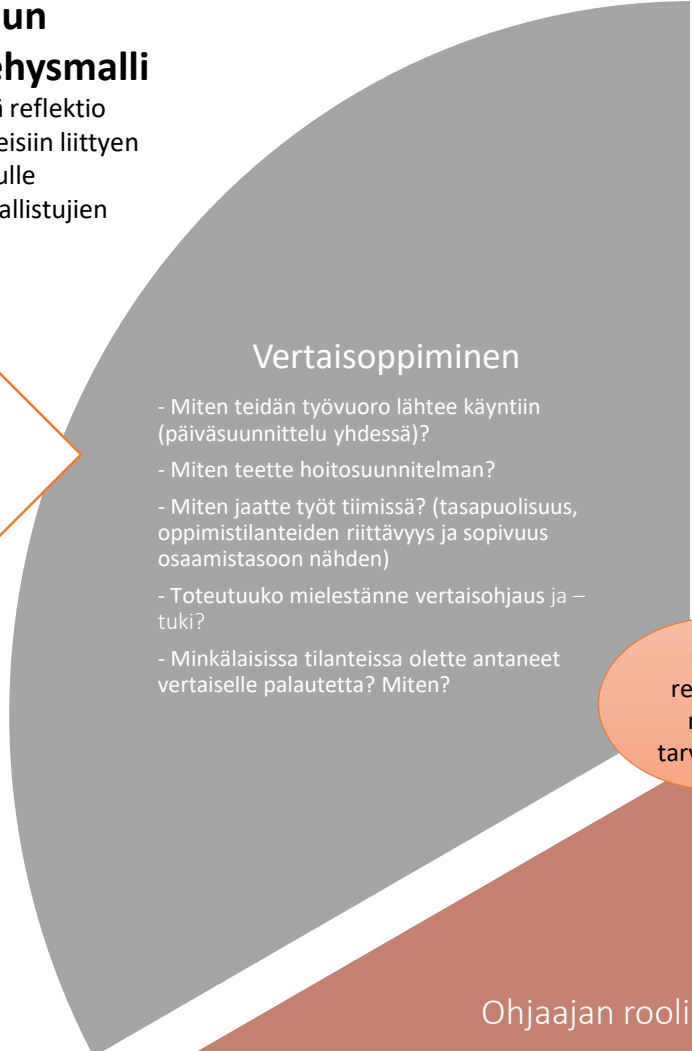 un
ehysmalli
ä reflektio
eisiin liittyen
ulle
allistujien
Vertaisoppiminen
- Miten teidän työvuoro lähtee käyntiin
(päiväsuunnittelu yhdessä)?
- Miten teette hoitosuunnitelman?
- Miten jaatte työt tiimissä? (tasapuolisuus,
oppimistilanteiden riittävyys ja sopivuus
osaamistasoon nähden)
- Toteutuuko mielestänne vertaisohjaus ja –
tuki?
- Minkälaisissa tilanteissa olette antaneet
vertaiselle palautetta? Miten?
re
tarv
Ohjaajan rooli